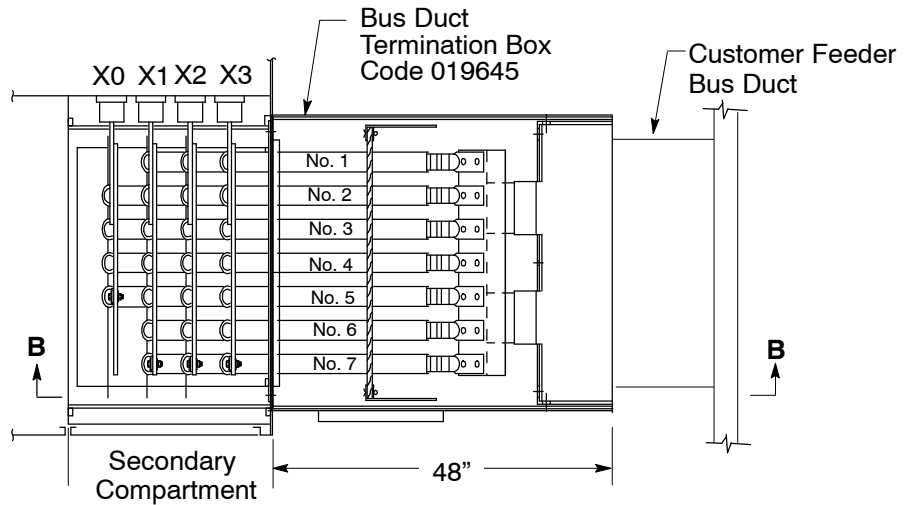 Bus Duct
Termination Box
Code 019645
Customer Feeder
Bus Duct
X0 X1 X2 X3
No. 1
No. 2
No. 3
No. 4
No. 5
No. 6
No. 7
B
B
Secondary
Compartment
48”